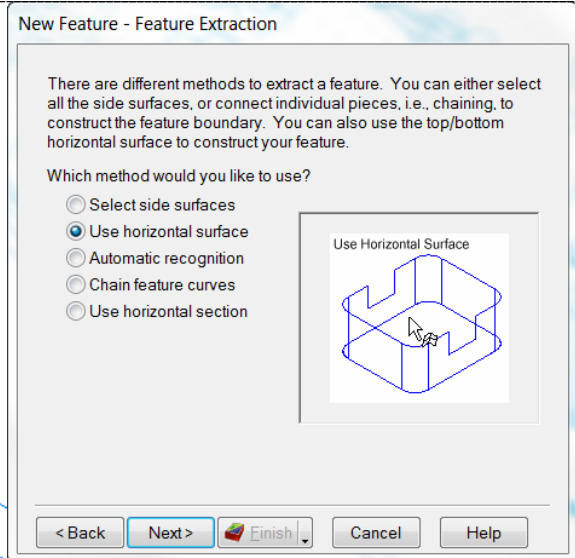 New Feature - Feature Extraction
There are different methods to extract a feature. You can either select
all the side surfaces, or connect individual pieces, i.e., chaining, to
construct the feature boundary. You can also use the top/bottom
horizontal surface to construct your feature.
Which method would you like to use?
Select side surfaces
Use horizontal surface
Automatic recognition
Chain feature curves
Use horizontal section
Use Horizontal Surface
< Back
Next >
Finish
Cancel
Help